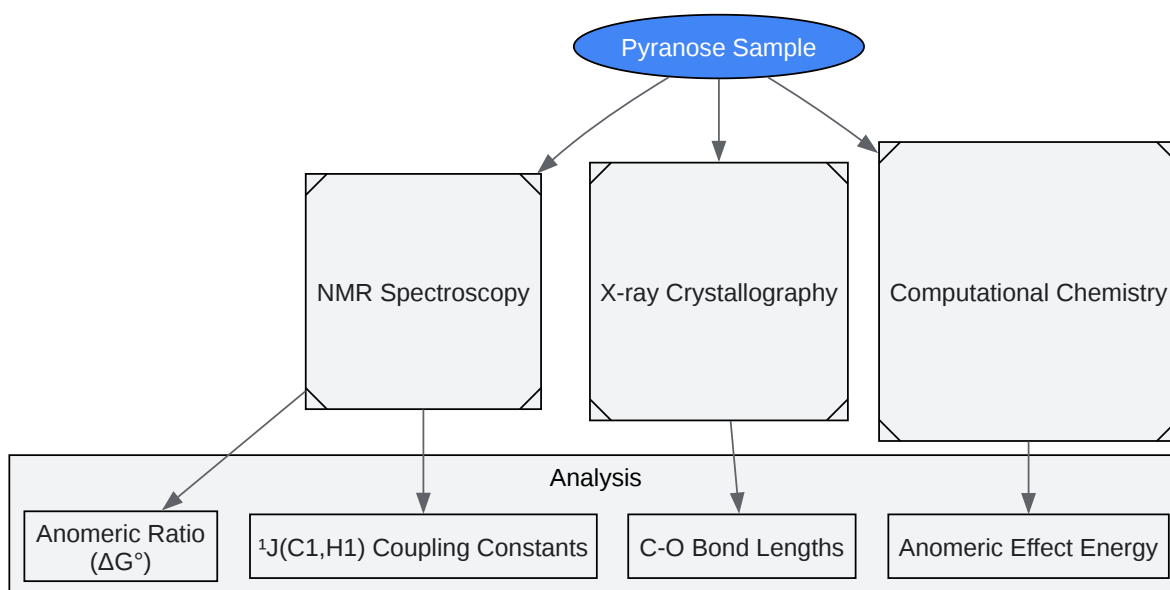 Pyranose Sample
NMR Spectroscopy
X-ray Crystallography
Computational Chemistry
Analysis
Anomeric Ratio
(ΔG°)
¹J(C1,H1) Coupling Constants
C-O Bond Lengths
Anomeric Effect Energy